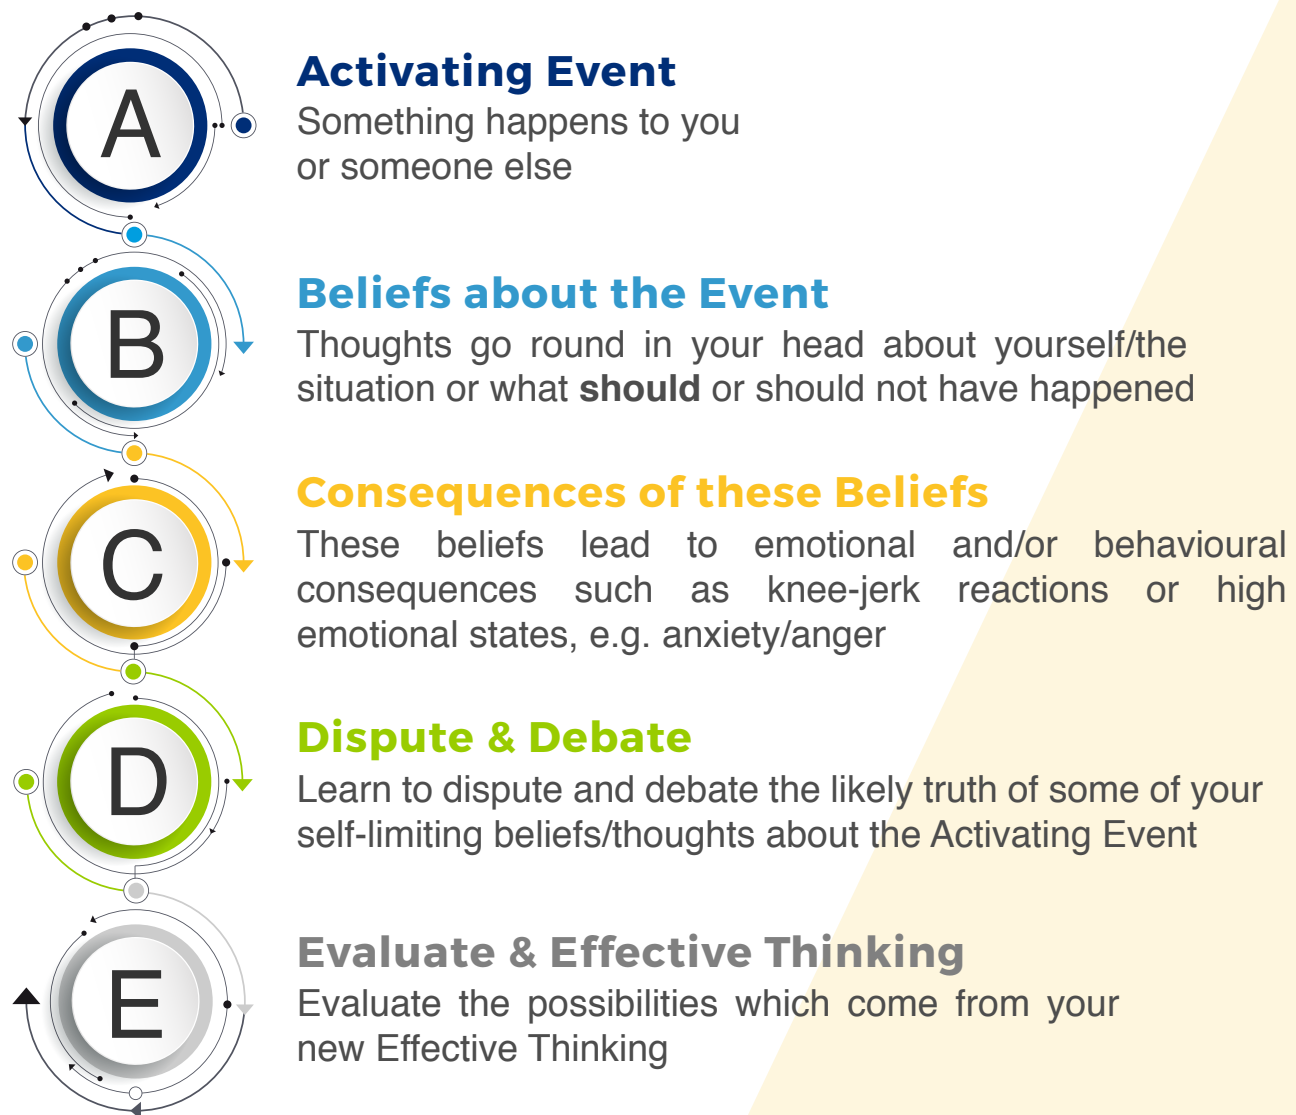 A
Activating Event
Something happens to you
or someone else
B
Beliefs about the Event
Thoughts go round in your head about yourself/the
situation or what should or should not have happened
C
Consequences of these Beliefs
These beliefs lead to emotional and/or behavioural
consequences such as knee-jerk reactions or high
emotional states, e.g. anxiety/anger
D
Dispute & Debate
Learn to dispute and debate the likely truth of some of your
self-limiting beliefs/thoughts about the Activating Event
E
Evaluate & Effective Thinking
Evaluate the possibilities which come from your
new Effective Thinking